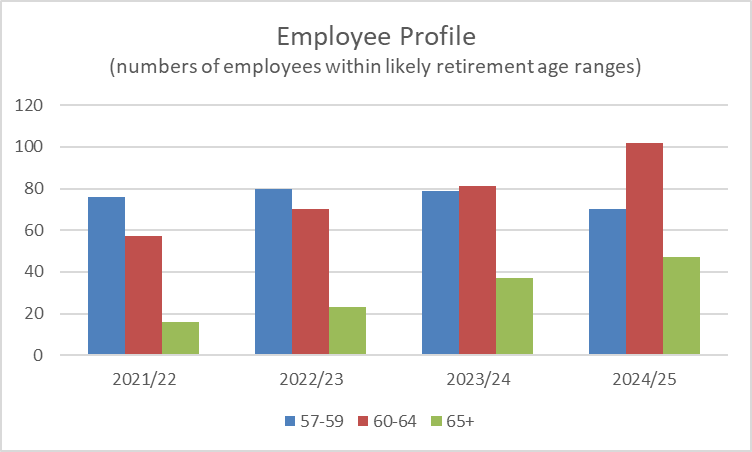 Employee Profile
(numbers of employees within likely retirement age ranges)
120
100
80
60
40
20
0
2021/22 2022/23 2023/24 2024/25
57-59 60-64 65+